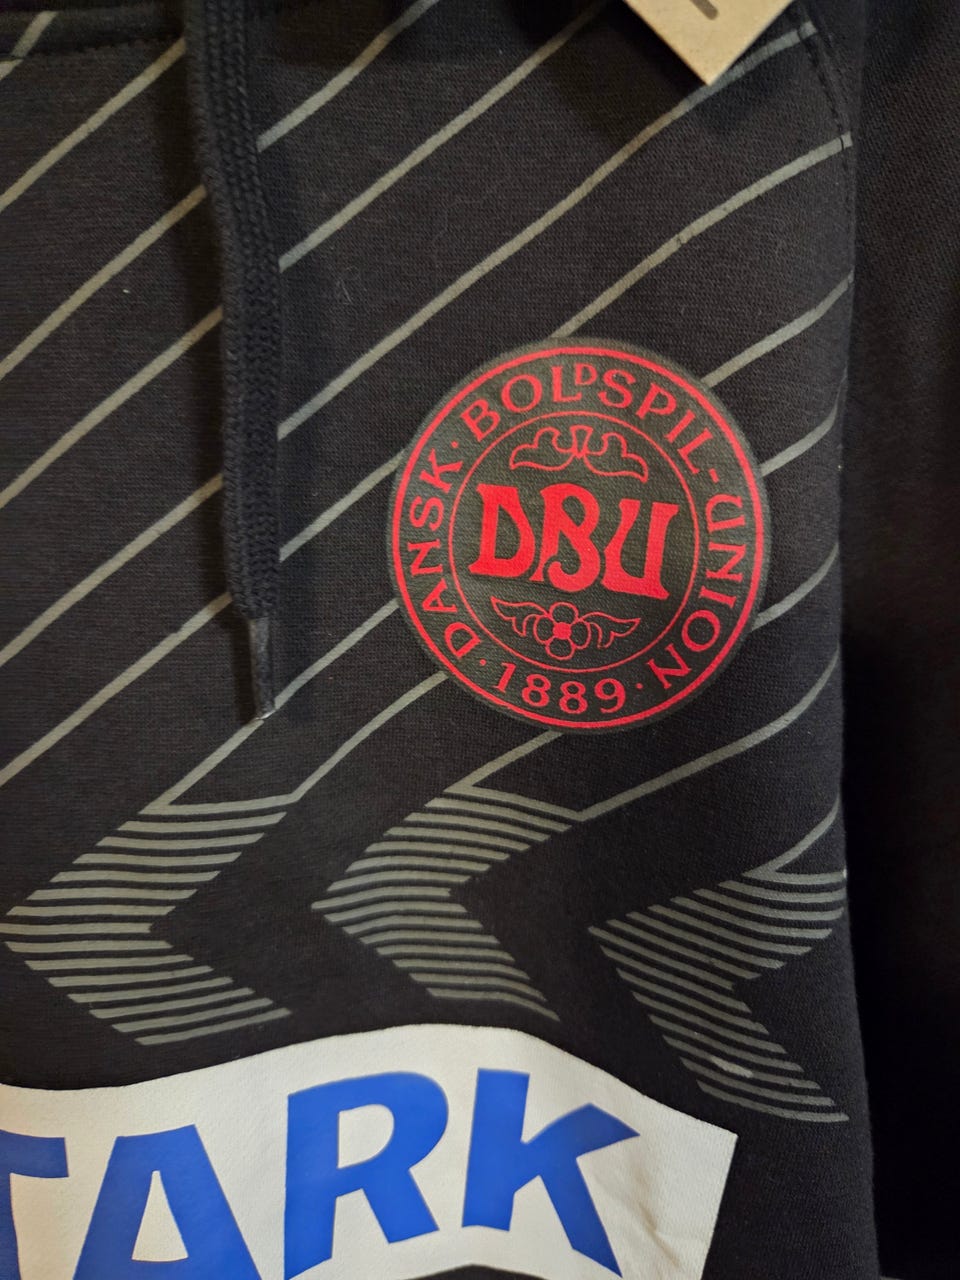 DANSK · BOLDSPIL-UNION
DBU
· 1889 ·
TARK